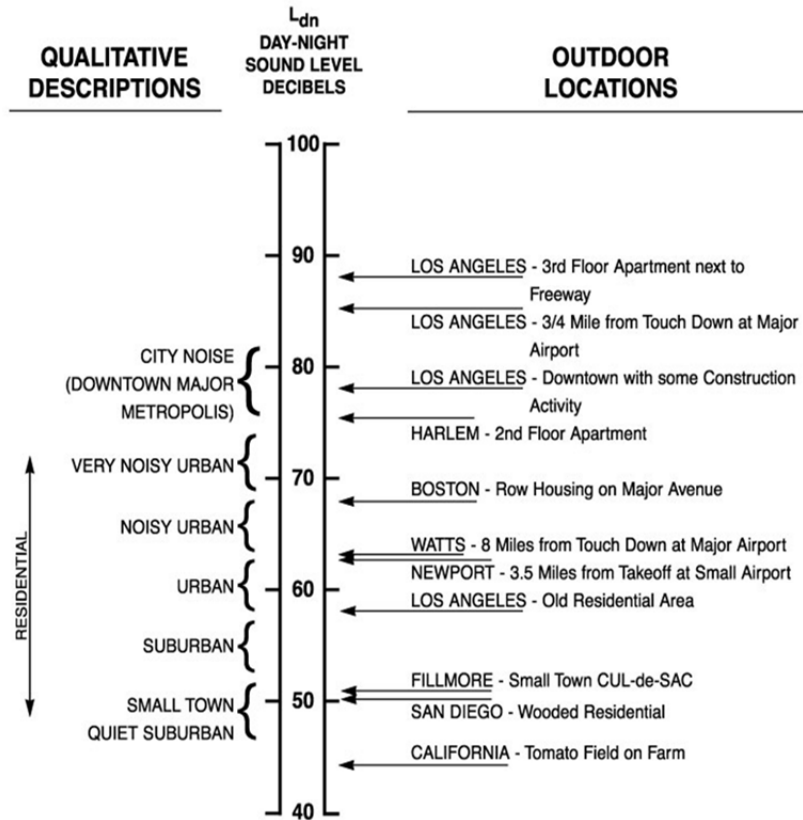 L_dn
DAY-NIGHT
SOUND LEVEL
DECIBELS
QUALITATIVE
DESCRIPTIONS
OUTDOOR
LOCATIONS
100
90
80
70
60
50
40
CITY NOISE
(DOWNTOWN MAJOR
METROPOLIS)
VERY NOISY URBAN
NOISY URBAN
URBAN
SUBURBAN
SMALL TOWN
QUIET SUBURBAN
RESIDENTIAL
LOS ANGELES - 3rd Floor Apartment next to
Freeway
LOS ANGELES - 3/4 Mile from Touch Down at Major
Airport
LOS ANGELES - Downtown with some Construction
Activity
HARLEM - 2nd Floor Apartment
BOSTON - Row Housing on Major Avenue
WATTS - 8 Miles from Touch Down at Major Airport
NEWPORT - 3.5 Miles from Takeoff at Small Airport
LOS ANGELES - Old Residential Area
FILLMORE - Small Town CUL-de-SAC
SAN DIEGO - Wooded Residential
CALIFORNIA - Tomato Field on Farm